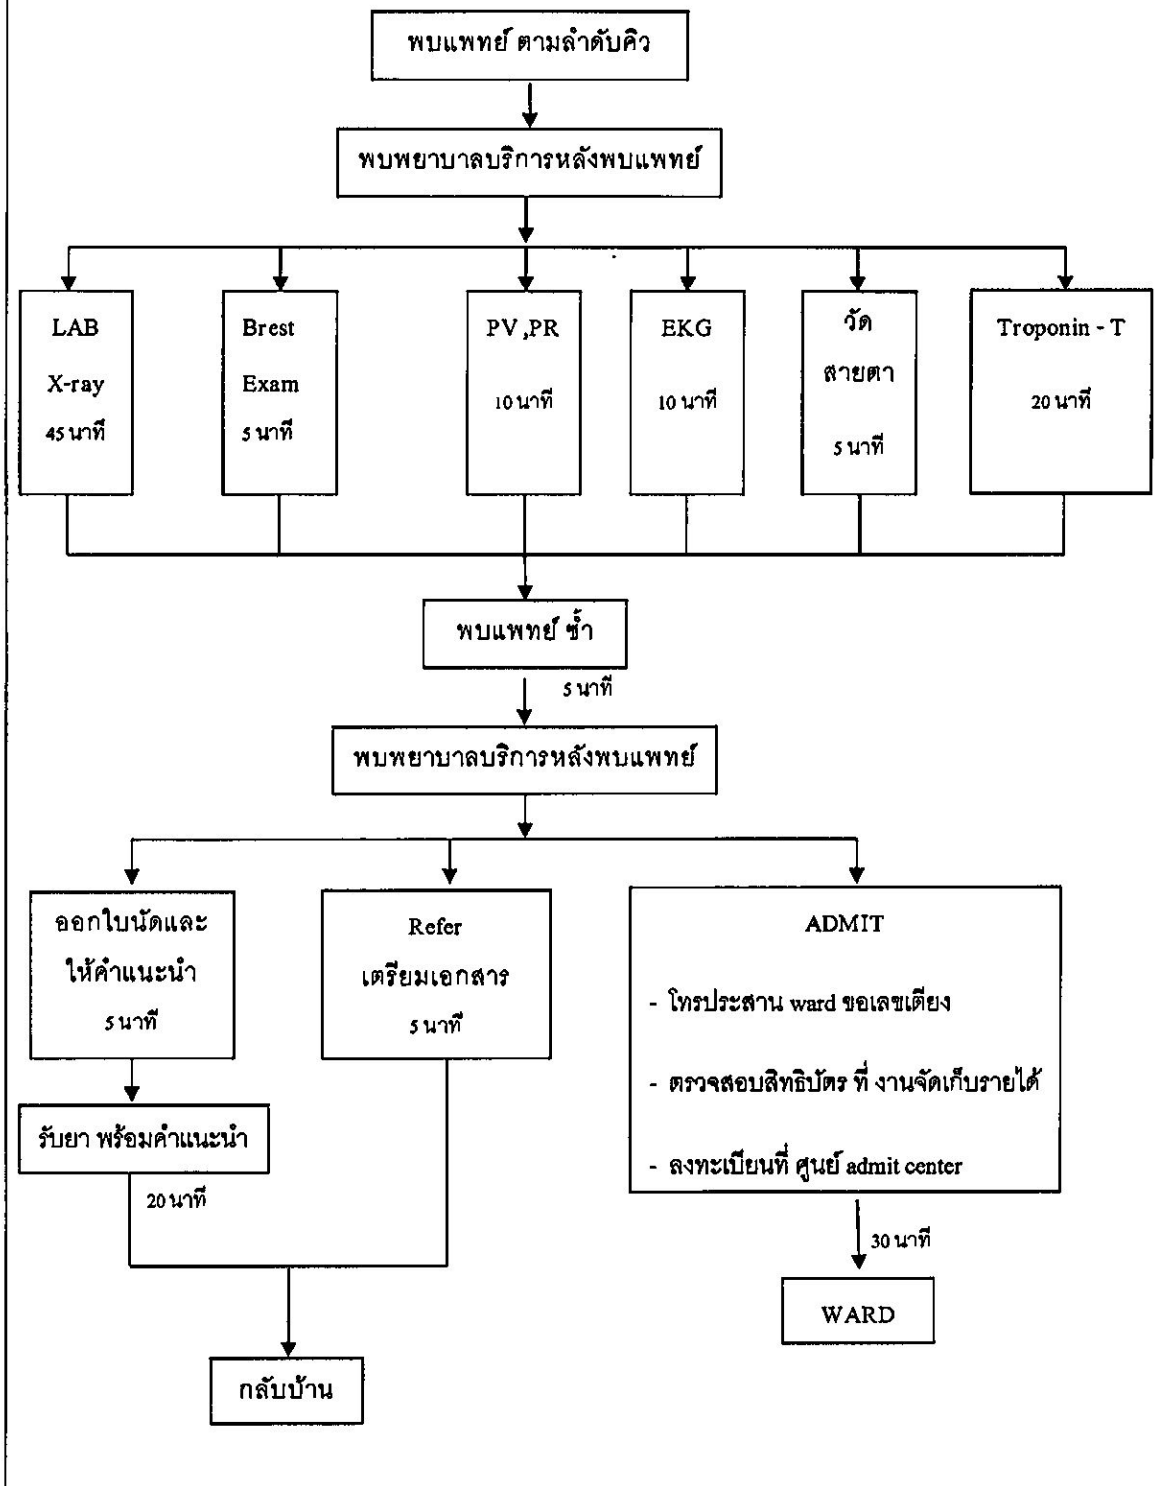 พบแพทย์ ตามลำดับคิว
พบพยาบาลบริการหลังพบแพทย์
LAB
X-ray
45 นาที
Brest
Exam
5 นาที
PV ,PR
10 นาที
EKG
10 นาที
วัด
สายตา
5 นาที
Troponin - T
20 นาที
พบแพทย์ ซ้ำ
5 นาที
พบพยาบาลบริการหลังพบแพทย์
ออกใบนัดและ
ให้คำแนะนำ
5 นาที
Refer
เตรียมเอกสาร
5 นาที
ADMIT
- โทรประสาน ward ขอเลขเตียง
- ตรวจสอบสิทธิบัตร ที่ งานจัดเก็บรายได้
- ลงทะเบียนที่ ศูนย์ admit center
รับยา พร้อมคำแนะนำ
20 นาที
30 นาที
WARD
กลับบ้าน